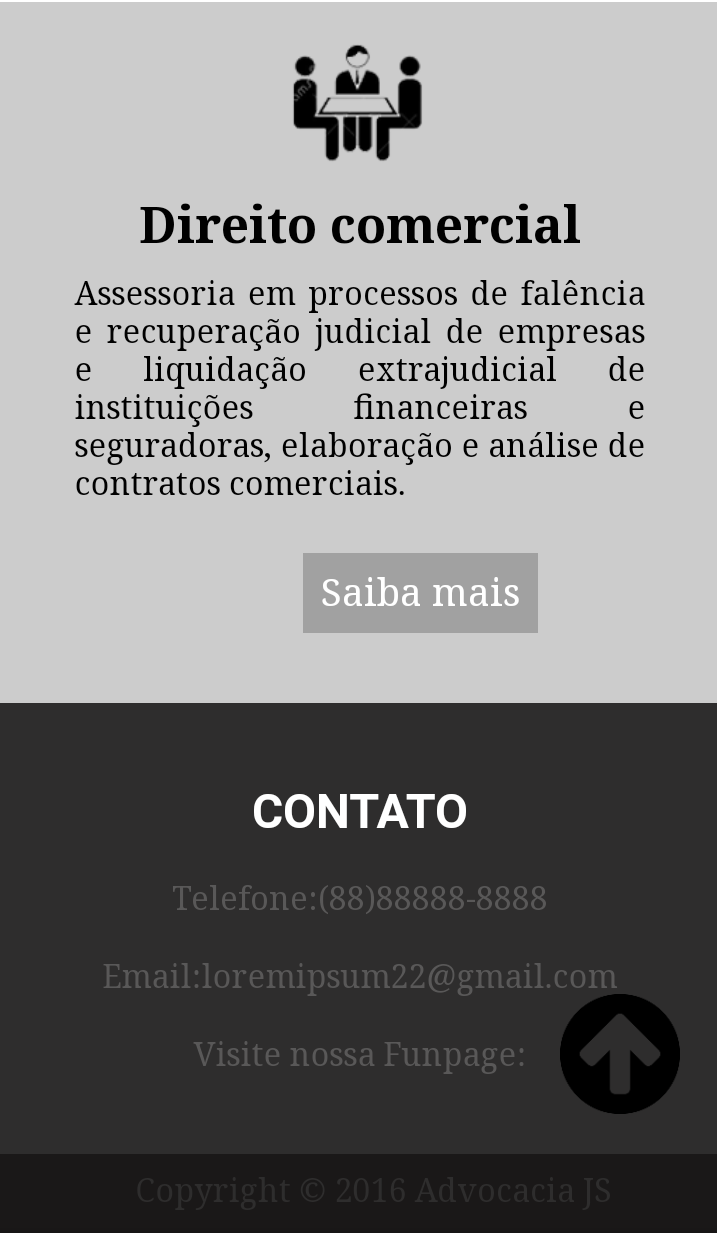 Direito comercial
Assessoria em processos de falência
e recuperação judicial de empresas
e liquidação extrajudicial de
instituições financeiras e
seguradoras, elaboração e análise de
contratos comerciais.
Saiba mais
CONTATO
Telefone:(88)88888-8888
Email:loremipsum22@gmail.com
Visite nossa Funpage:
Copyright © 2016 Advocacia JS